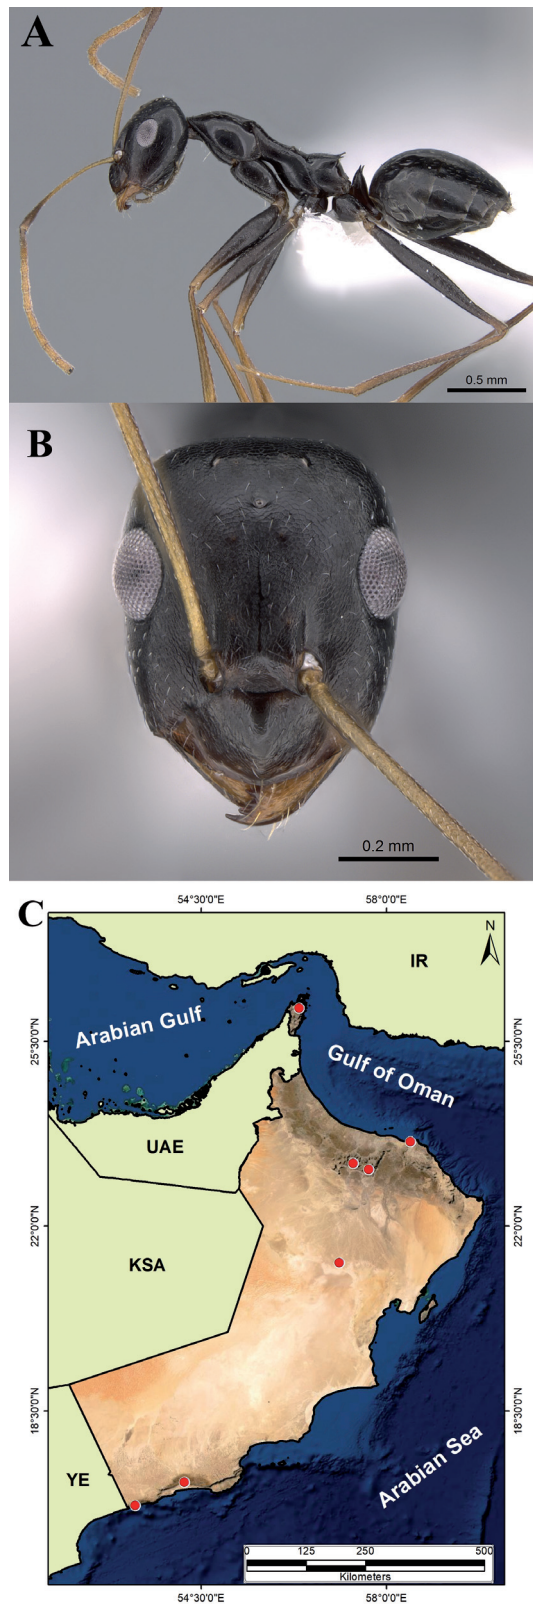 A
0.5 mm
B
0.2 mm
C
54°30'0"E 58°0'0"E
N
IR
Arabian Gulf
25°30'0"N 25°30'0"N
Gulf of Oman
UAE
22°0'0"N 22°0'0"N
KSA
18°30'0"N 18°30'0"N
Arabian Sea
YE
0 125 250 500
Kilometers
54°30'0"E 58°0'0"E